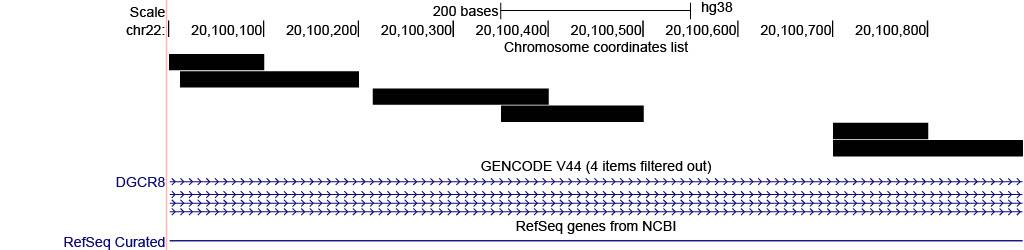 Scale 200 bases hg38
chr22: 20,100,100 20,100,200 20,100,300 20,100,400 20,100,500 20,100,600 20,100,700 20,100,800
Chromosome coordinates list
GENCODE V44 (4 items filtered out)
DGCR8
RefSeq genes from NCBI
RefSeq Curated